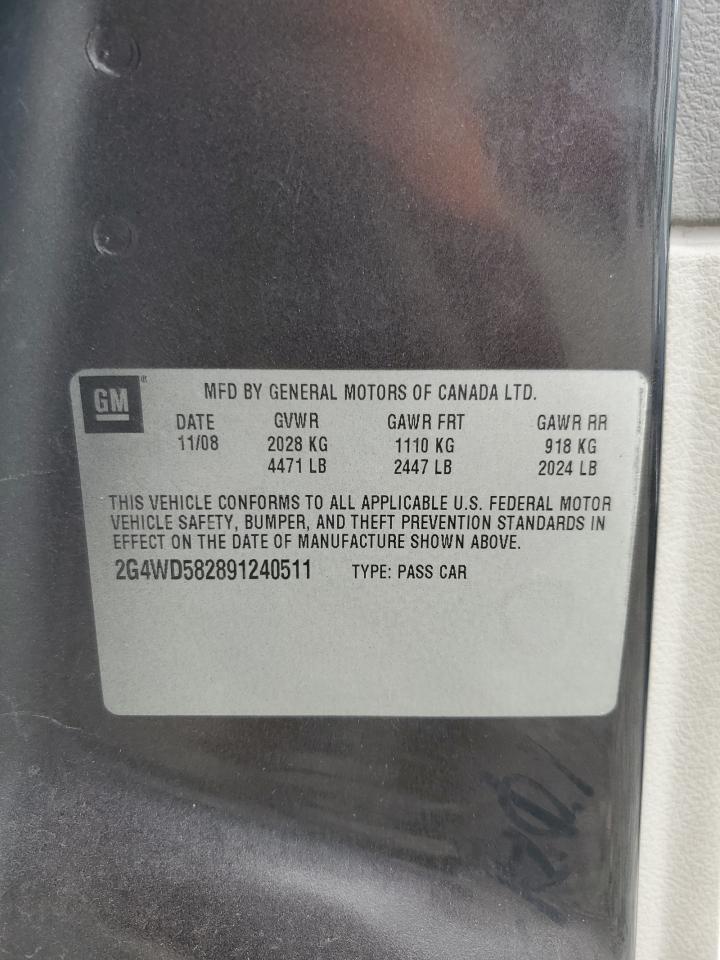 GM ® MFD BY GENERAL MOTORS OF CANADA LTD.
DATE GVWR GAWR FRT GAWR RR
11/08 2028 KG 1110 KG 918 KG
4471 LB 2447 LB 2024 LB
THIS VEHICLE CONFORMS TO ALL APPLICABLE U.S. FEDERAL MOTOR
VEHICLE SAFETY, BUMPER, AND THEFT PREVENTION STANDARDS IN
EFFECT ON THE DATE OF MANUFACTURE SHOWN ABOVE.
2G4WD582891240511 TYPE: PASS CAR